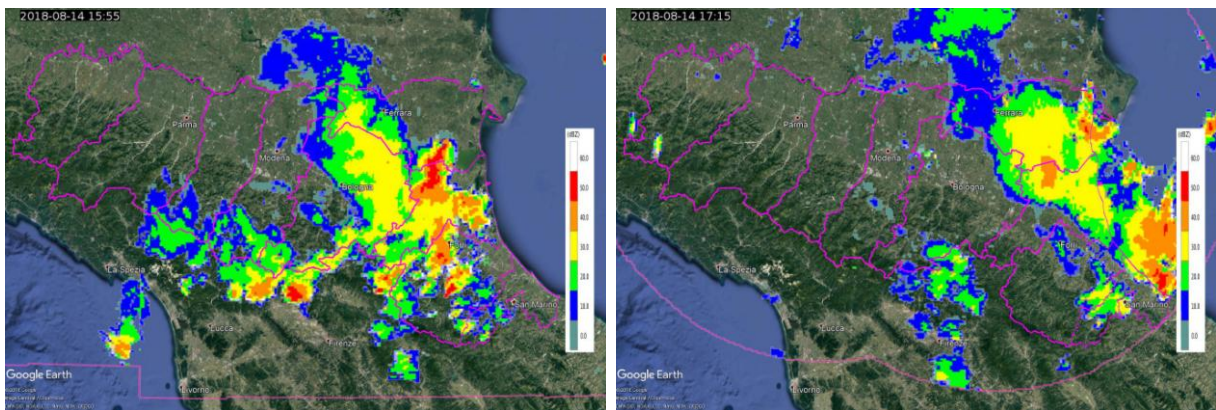 2018-08-14 15:55
Parma
Modena
Ferrara
Bologna
La Spezia
San Marino
Lucca
Firenze
Livorno
(dBZ)
60.0
50.0
40.0
30.0
20.0
10.0
0.0
Google Earth
2018-08-14 17:15
Ferrara
Parma
Modena
Bologna
Forlì
La Spezia
San Marino
Lucca
Firenze
Livorno
(dBZ)
60.0
50.0
40.0
30.0
20.0
10.0
0.0
Google Earth